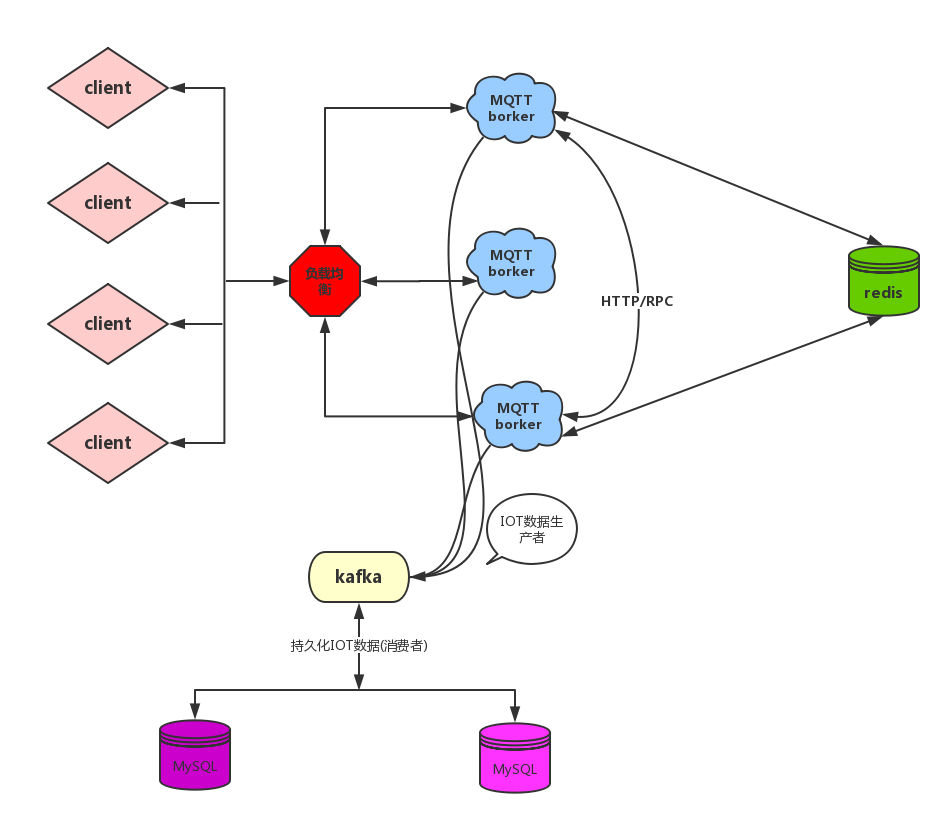 client
client
client
client
负载均
衡
MQTT
borker
MQTT
borker
MQTT
borker
HTTP/RPC
redis
IOT数据生
产者
kafka
持久化IOT数据(消费者)
MySQL
MySQL